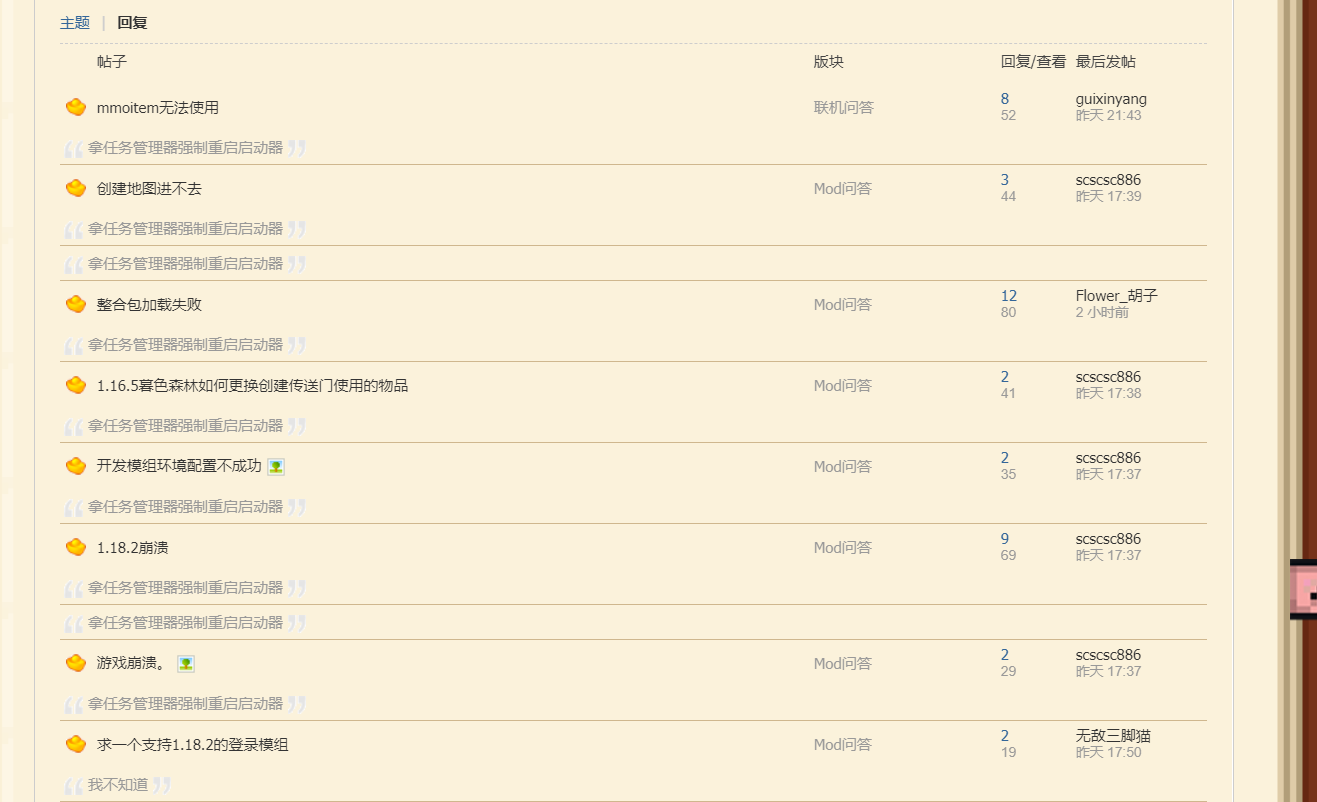 主题 | 回复
帖子 版块 回复/查看 最后发帖
mmoitem无法使用 联机问答 8 guixinyang
52 昨天 21:43
拿任务管理器强制重启启动器
创建地图进不去 Mod问答 3 scscsc886
44 昨天 17:39
拿任务管理器强制重启启动器
拿任务管理器强制重启启动器
整合包加载失败 Mod问答 12 Flower_胡子
80 2 小时前
拿任务管理器强制重启启动器
1.16.5暮色森林如何更换创建传送门使用的物品 Mod问答 2 scscsc886
41 昨天 17:38
拿任务管理器强制重启启动器
开发模组环境配置不成功 Mod问答 2 scscsc886
35 昨天 17:37
拿任务管理器强制重启启动器
1.18.2崩溃 Mod问答 9 scscsc886
69 昨天 17:37
拿任务管理器强制重启启动器
拿任务管理器强制重启启动器
游戏崩溃。 Mod问答 2 scscsc886
29 昨天 17:37
拿任务管理器强制重启启动器
求一个支持1.18.2的登录模组 Mod问答 2 无敌三脚猫
19 昨天 17:50
我不知道